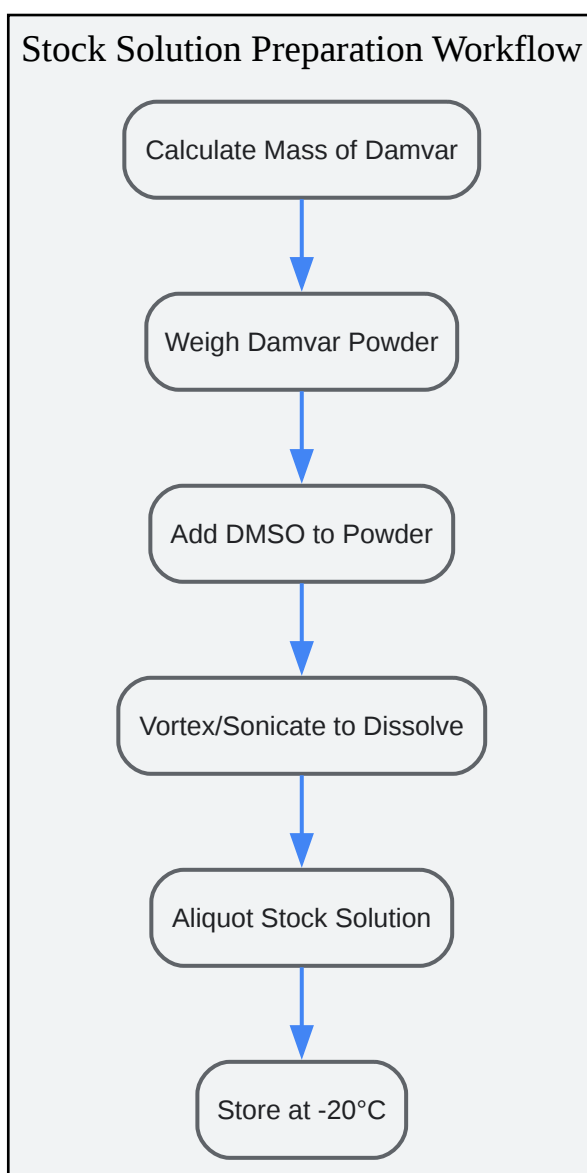 Stock Solution Preparation Workflow
Calculate Mass of Damvar
Weigh Damvar Powder
Add DMSO to Powder
Vortex/Sonicate to Dissolve
Aliquot Stock Solution
Store at -20°C